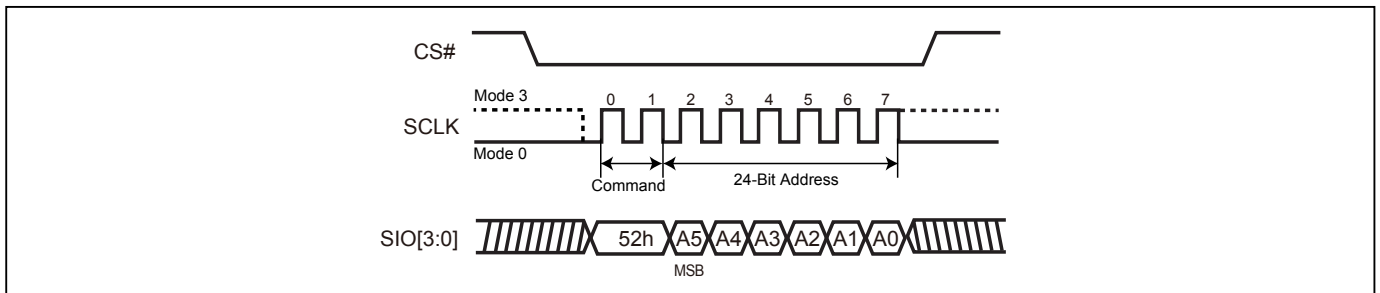 CS#
Mode 3
0 1 2 3 4 5 6 7
SCLK
Mode 0
Command
24-Bit Address
SIO[3:0]
52h A5 A4 A3 A2 A1 A0
MSB